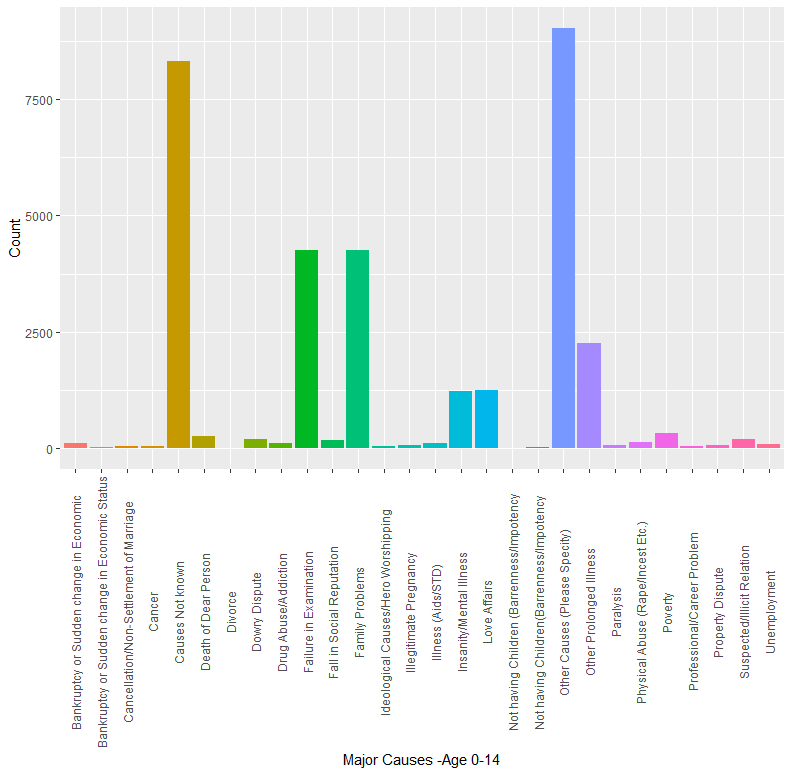 7500
5000
2500
0
Count
Bankruptcy or Sudden change in Economic
Bankruptcy or Sudden change in Economic Status
Cancellation/Non-Settlement of Marriage
Cancer
Causes Not known
Death of Dear Person
Divorce
Dowry Dispute
Drug Abuse/Addiction
Failure in Examination
Fall in Social Reputation
Family Problems
Ideological Causes/Hero Worshipping
Illegitimate Pregnancy
Illness (Aids/STD)
Insanity/Mental Illness
Love Affairs
Not having Children (Barrenness/Impotency
Not having Children(Barrenness/Impotency
Other Causes (Please Specity)
Other Prolonged Illness
Paralysis
Physical Abuse (Rape/Incest Etc.)
Poverty
Professional/Career Problem
Property Dispute
Suspected/Illicit Relation
Unemployment
Major Causes -Age 0-14